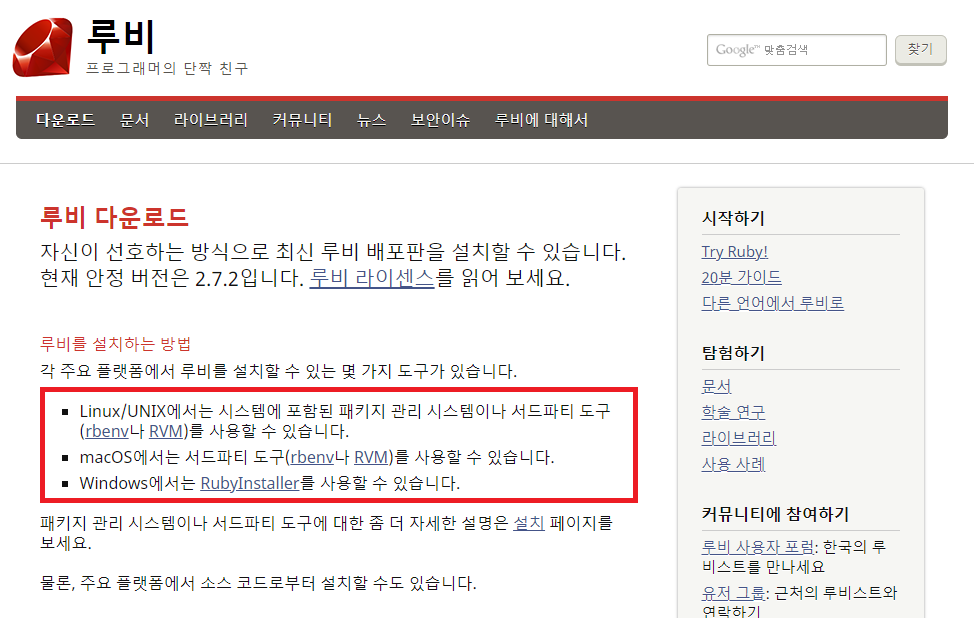 루비
프로그래머의 단짝 친구
Google™ 맞춤검색
찾기
다운로드 문서 라이브러리 커뮤니티 뉴스 보안이슈 루비에 대해서
루비 다운로드
자신이 선호하는 방식으로 최신 루비 배포판을 설치할 수 있습니다.
현재 안정 버전은 2.7.2입니다. 루비 라이센스를 읽어 보세요.
루비를 설치하는 방법
각 주요 플랫폼에서 루비를 설치할 수 있는 몇 가지 도구가 있습니다.
Linux/UNIX에서는 시스템에 포함된 패키지 관리 시스템이나 서드파티 도구
(rbenv나 RVM)를 사용할 수 있습니다.
macOS에서는 서드파티 도구(rbenv나 RVM)를 사용할 수 있습니다.
Windows에서는 RubyInstaller를 사용할 수 있습니다.
패키지 관리 시스템이나 서드파티 도구에 대한 좀 더 자세한 설명은 설치 페이지를
보세요.
물론, 주요 플랫폼에서 소스 코드로부터 설치할 수도 있습니다.
시작하기
Try Ruby!
20분 가이드
다른 언어에서 루비로
탐험하기
문서
학술 연구
라이브러리
사용 사례
커뮤니티에 참여하기
루비 사용자 포럼: 한국의 루
비스트를 만나세요
유저 그룹: 근처의 루비스트와
연락하기